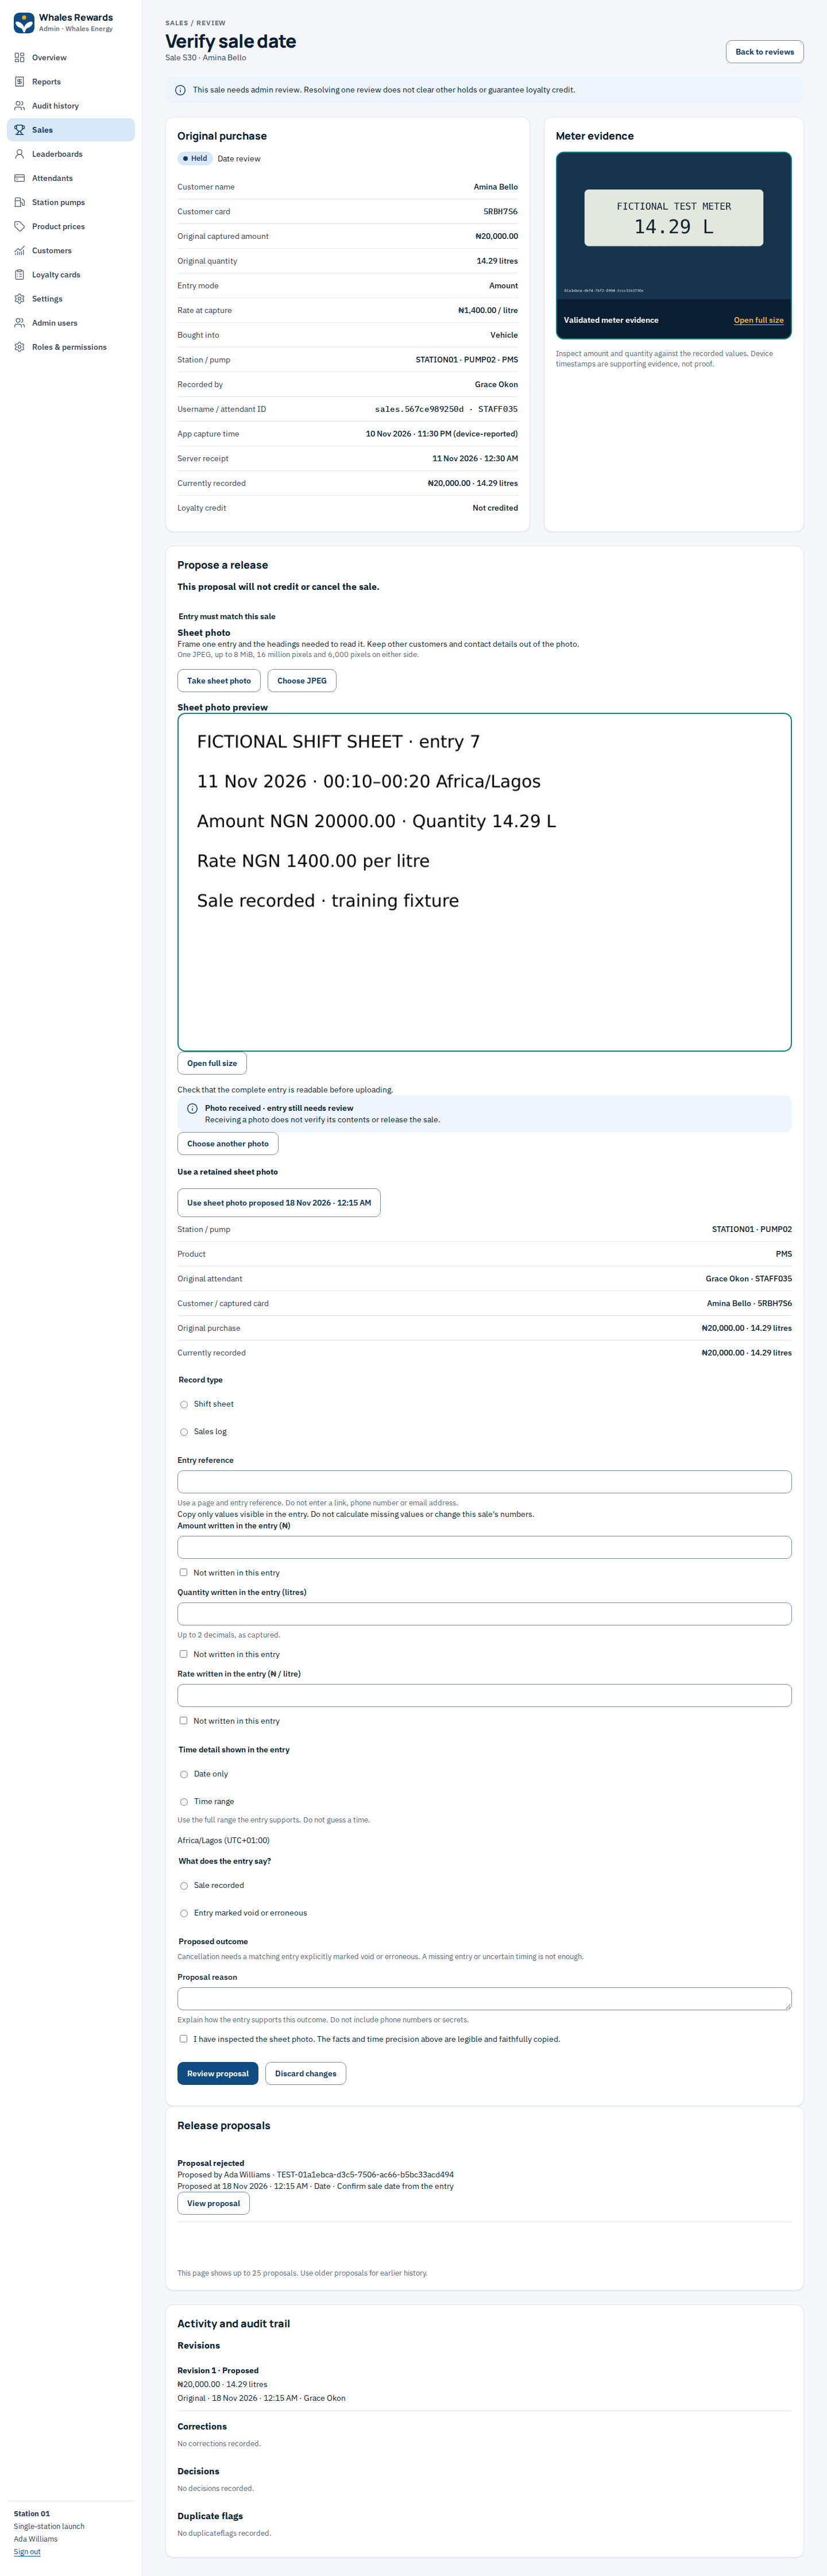 Whales Rewards
Admin · Whales Energy
Overview
Reports
Audit history
Sales
Leaderboards
Attendants
Station pumps
Product prices
Customers
Loyalty cards
Settings
Admin users
Roles & permissions
Station 01
Single-station launch
Ada Williams
Sign out
SALES / REVIEW
Verify sale date
Sale S30 · Amina Bello
Back to reviews
This sale needs admin review. Resolving one review does not clear other holds or guarantee loyalty credit.
Original purchase
Held Date review
Customer name Amina Bello
Customer card 5RBH7S6
Original captured amount ₦20,000.00
Original quantity 14.29 litres
Entry mode Amount
Rate at capture ₦1,400.00 / litre
Bought into Vehicle
Station / pump STATION01 · PUMP02 · PMS
Recorded by Grace Okon
Username / attendant ID sales.567ce989250d · STAFF035
App capture time 10 Nov 2026 · 11:30 PM (device-reported)
Server receipt 11 Nov 2026 · 12:30 AM
Currently recorded ₦20,000.00 · 14.29 litres
Loyalty credit Not credited
Meter evidence
FICTIONAL TEST METER
14.29 L
Validated meter evidence Open full size
Inspect amount and quantity against the recorded values. Device
timestamps are supporting evidence, not proof.
Propose a release
This proposal will not credit or cancel the sale.
Entry must match this sale
Sheet photo
Frame one entry and the headings needed to read it. Keep other customers and contact details out of the photo.
One JPEG, up to 8 MiB, 16 million pixels and 6,000 pixels on either side.
Take sheet photo Choose JPEG
Sheet photo preview
FICTIONAL SHIFT SHEET · entry 7
11 Nov 2026 · 00:10–00:20 Africa/Lagos
Amount NGN 20000.00 · Quantity 14.29 L
Rate NGN 1400.00 per litre
Sale recorded · training fixture
Open full size
Check that the complete entry is readable before uploading.
Photo received · entry still needs review
Receiving a photo does not verify its contents or release the sale.
Choose another photo
Use a retained sheet photo
Use sheet photo proposed 18 Nov 2026 · 12:15 AM
Station / pump STATION01 · PUMP02
Product PMS
Original attendant Grace Okon · STAFF035
Customer / captured card Amina Bello · 5RBH7S6
Original purchase ₦20,000.00 · 14.29 litres
Currently recorded ₦20,000.00 · 14.29 litres
Record type
Shift sheet
Sales log
Entry reference
Use a page and entry reference. Do not enter a link, phone number or email address.
Copy only values visible in the entry. Do not calculate missing values or change this sale's numbers.
Amount written in the entry (₦)
Not written in this entry
Quantity written in the entry (litres)
Up to 2 decimals, as captured.
Not written in this entry
Rate written in the entry (₦ / litre)
Not written in this entry
Time detail shown in the entry
Date only
Time range
Use the full range the entry supports. Do not guess a time.
Africa/Lagos (UTC+01:00)
What does the entry say?
Sale recorded
Entry marked void or erroneous
Proposed outcome
Cancellation needs a matching entry explicitly marked void or erroneous. A missing entry or uncertain timing is not enough.
Proposal reason
Explain how the entry supports this outcome. Do not include phone numbers or secrets.
I have inspected the sheet photo. The facts and time precision above are legible and faithfully copied.
Review proposal Discard changes
Release proposals
Proposal rejected
Proposed by Ada Williams · TEST-01a1ebca-d3c5-7506-ac66-b5bc33acd494
Proposed at 18 Nov 2026 · 12:15 AM · Date · Confirm sale date from the entry
View proposal
This page shows up to 25 proposals. Use older proposals for earlier history.
Activity and audit trail
Revisions
Revision 1 · Proposed
₦20,000.00 · 14.29 litres
Original · 18 Nov 2026 · 12:15 AM · Grace Okon
Corrections
No corrections recorded.
Decisions
No decisions recorded.
Duplicate flags
No duplicateflags recorded.